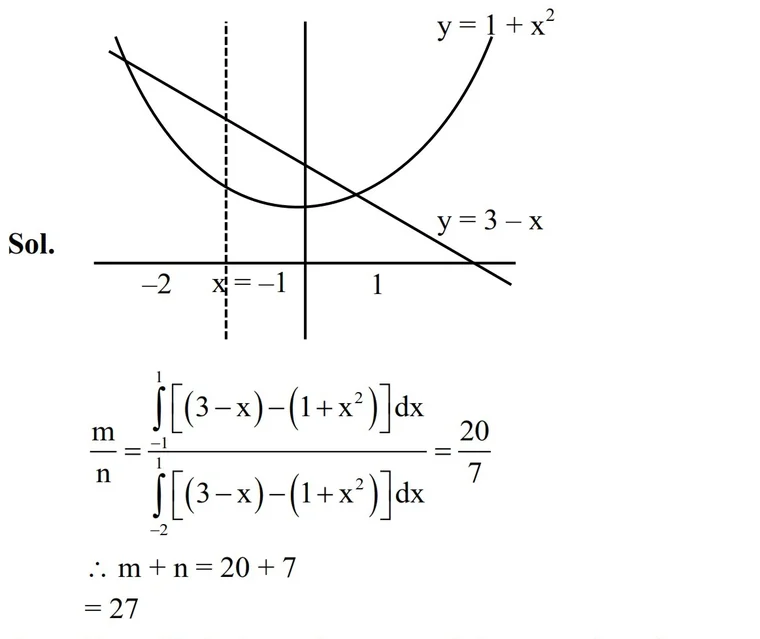 y = 1 + x²
y = 3 – x
Sol.
–2 x = –1 1
m/n = ∫₋₁¹[(3–x)–(1+x²)]dx / ∫₋₂¹[(3–x)–(1+x²)]dx = 20/7
∴ m + n = 20 + 7
= 27